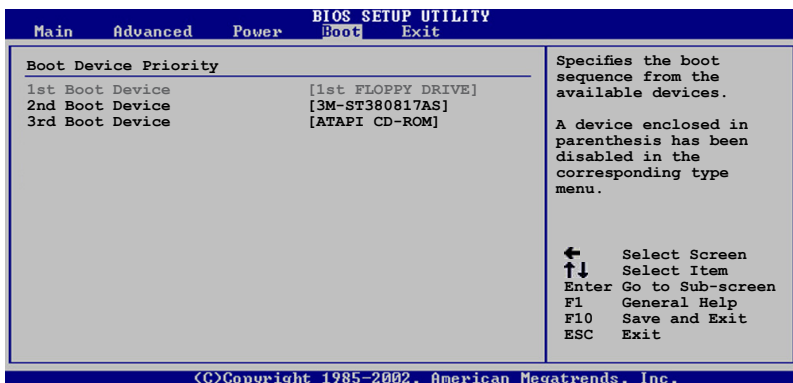 BIOS SETUP UTILITY
Main Advanced Power Boot Exit
Boot Device Priority
1st Boot Device [1st FLOPPY DRIVE]
2nd Boot Device [3M-ST380817AS]
3rd Boot Device [ATAPI CD-ROM]
Specifies the boot
sequence from the
available devices.
A device enclosed in
parenthesis has been
disabled in the
corresponding type
menu.
← Select Screen
↑↓ Select Item
Enter Go to Sub-screen
F1 General Help
F10 Save and Exit
ESC Exit
(C)Copyright 1985-2002, American Megatrends, Inc.